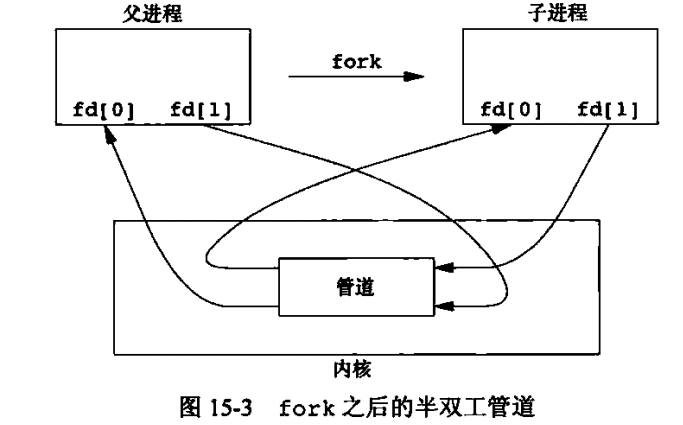 父进程 子进程
fork
fd[0] fd[1] fd[0] fd[1]
管道
内核
图 15-3 fork 之后的半双工管道